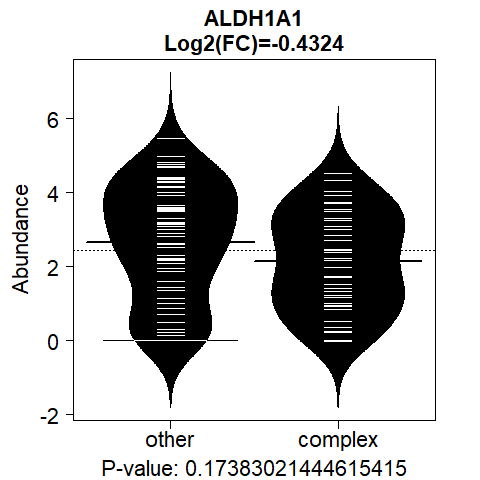 ALDH1A1
Log2(FC)=-0.4324
Abundance
6
4
2
0
-2
other complex
P-value: 0.17383021444615415